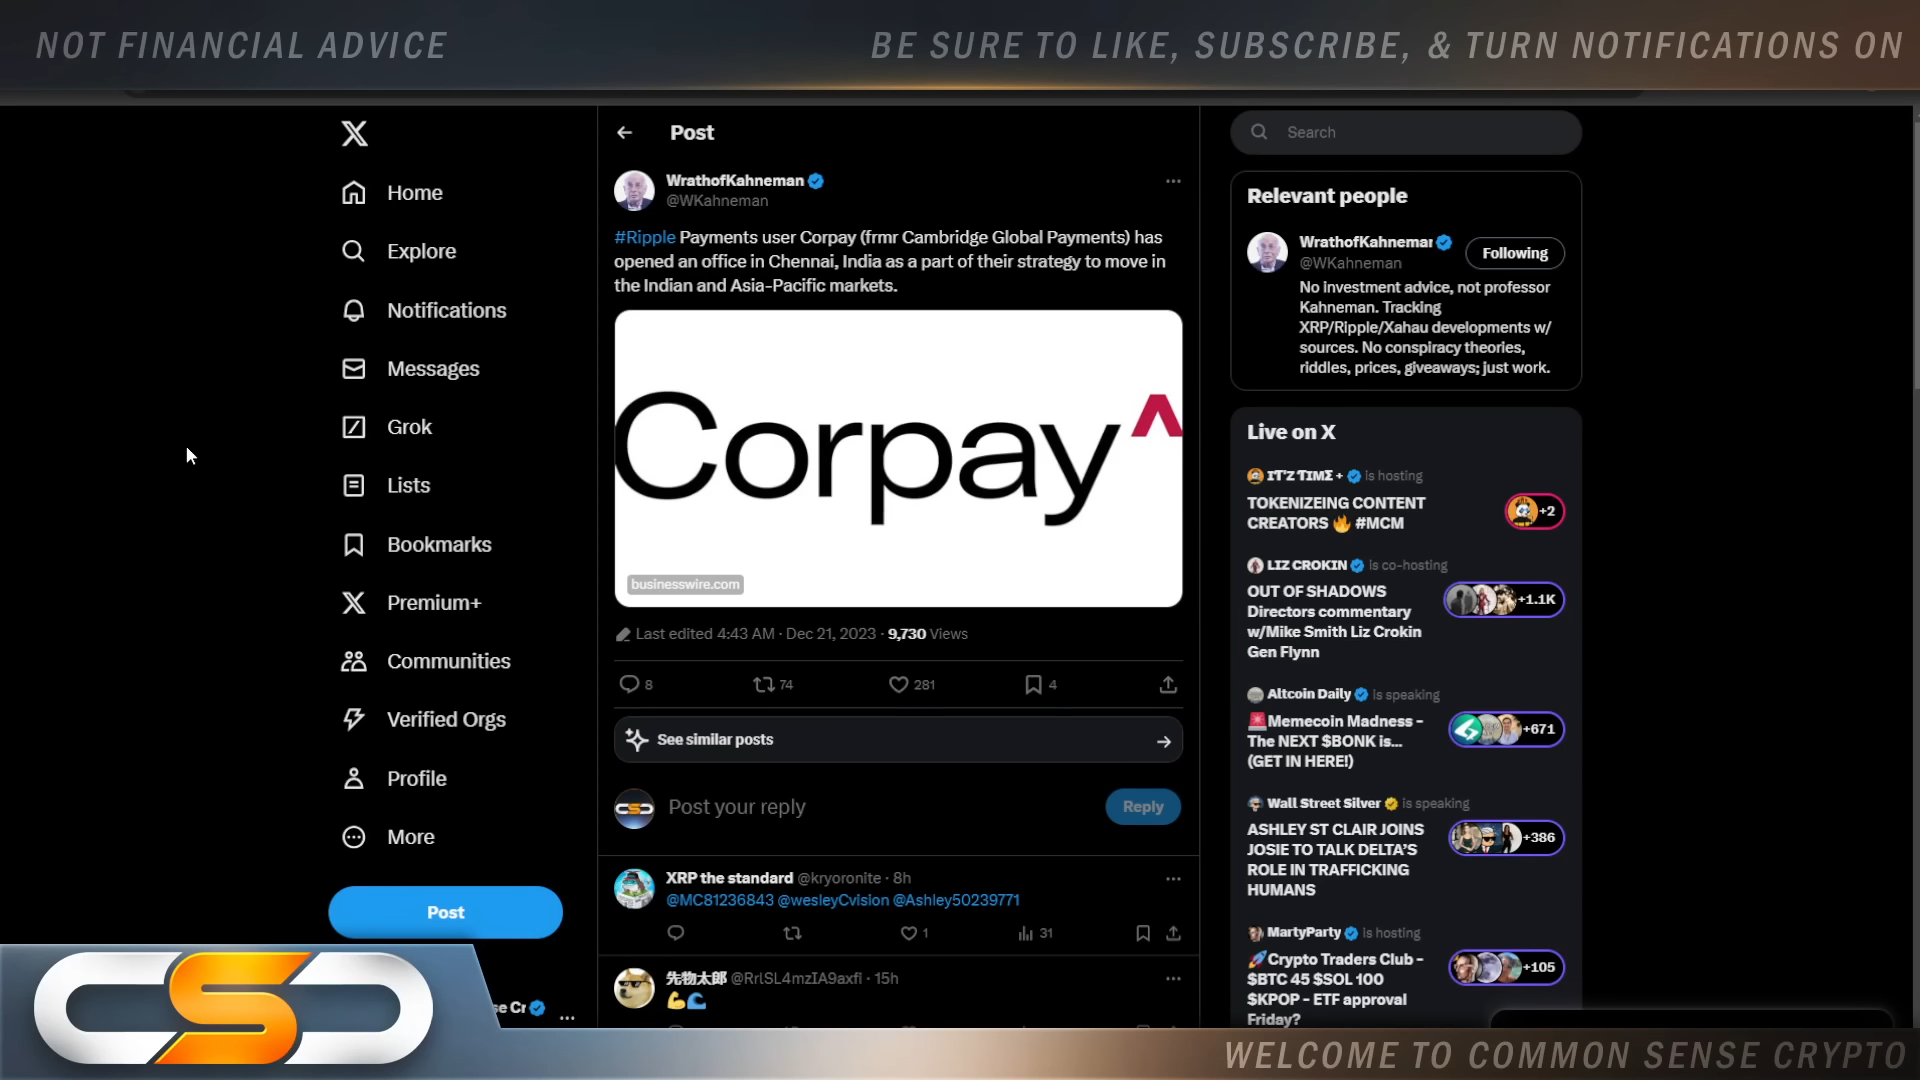 NOT FINANCIAL ADVICE
BE SURE TO LIKE, SUBSCRIBE, & TURN NOTIFICATIONS ON
Home
Explore
Notifications
Messages
Grok
Lists
Bookmarks
Premium+
Communities
Verified Orgs
Profile
More
Post
se Cr
Post
WrathofKahneman
@WKahneman
#Ripple Payments user Corpay (frmr Cambridge Global Payments) has
opened an office in Chennai, India as a part of their strategy to move in
the Indian and Asia-Pacific markets.
Corpay^
businesswire.com
Last edited 4:43 AM · Dec 21, 2023 · 9,730 Views
8 74 281 4
See similar posts
Post your reply
Reply
XRP the standard @kryoronite · 8h
@MC81236843 @wesleyCvision @Ashley50239771
1 31
先物太郎 @RrlSL4mzIA9axfi · 15h
💪🌊
Search
Relevant people
WrathofKahneman
@WKahneman
Following
No investment advice, not professor
Kahneman. Tracking
XRP/Ripple/Xahau developments w/
sources. No conspiracy theories,
riddles, prices, giveaways; just work.
Live on X
IT'Z TIMΣ + is hosting
TOKENIZEING CONTENT
CREATORS 🔥 #MCM
+2
LIZ CROKIN is co-hosting
OUT OF SHADOWS
Directors commentary
w/Mike Smith Liz Crokin
Gen Flynn
+1.1K
Altcoin Daily is speaking
🚨Memecoin Madness -
The NEXT $BONK is...
(GET IN HERE!)
+671
Wall Street Silver is speaking
ASHLEY ST CLAIR JOINS
JOSIE TO TALK DELTA'S
ROLE IN TRAFFICKING
HUMANS
+386
MartyParty is hosting
🚀Crypto Traders Club -
$BTC 45 $SOL 100
$KPOP - ETF approval
Friday?
+105
CSC
WELCOME TO COMMON SENSE CRYPTO